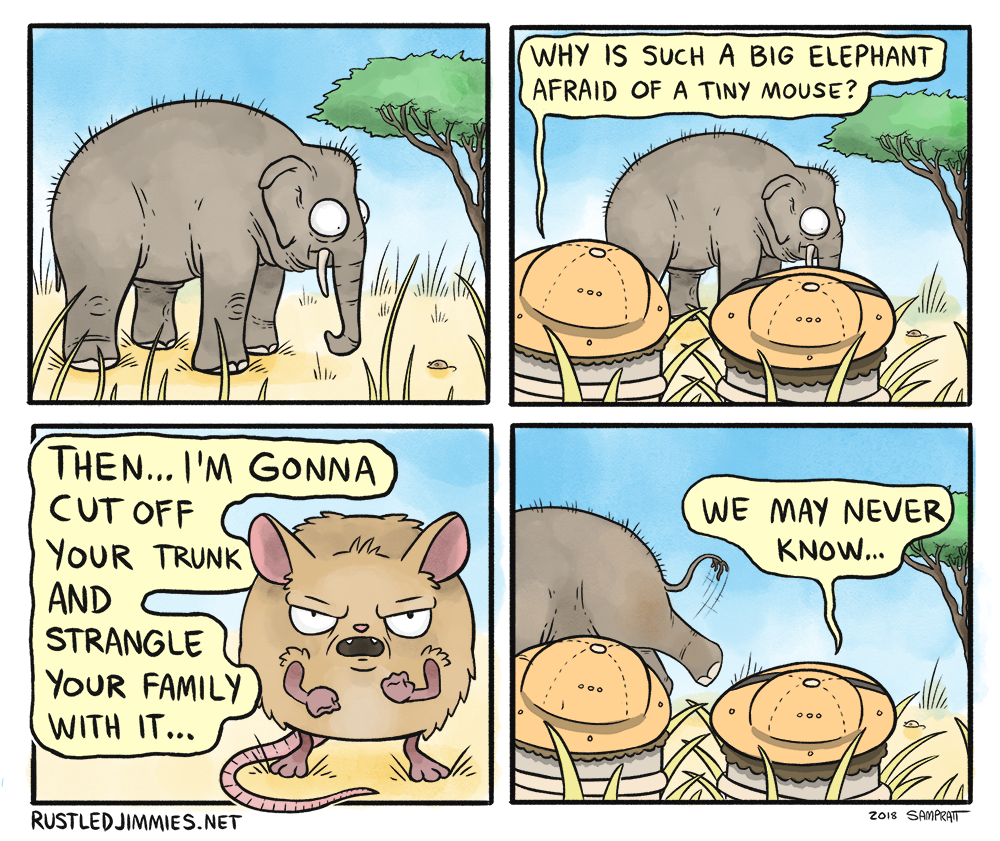 WHY IS SUCH A BIG ELEPHANT
AFRAID OF A TINY MOUSE?
THEN... I'M GONNA
CUT OFF
YOUR TRUNK
AND
STRANGLE
YOUR FAMILY
WITH IT...
WE MAY NEVER
KNOW...
RUSTLEDJIMMIES.NET
2018 SAMPRATT